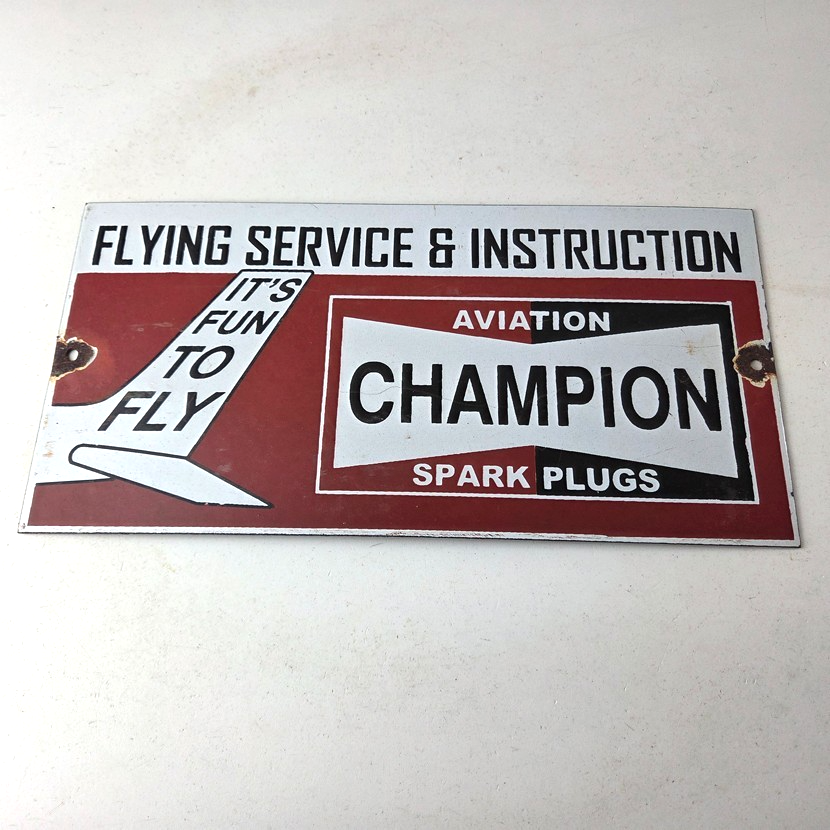 FLYING SERVICE & INSTRUCTION
IT'S
FUN
TO
FLY
AVIATION
CHAMPION
SPARK PLUGS